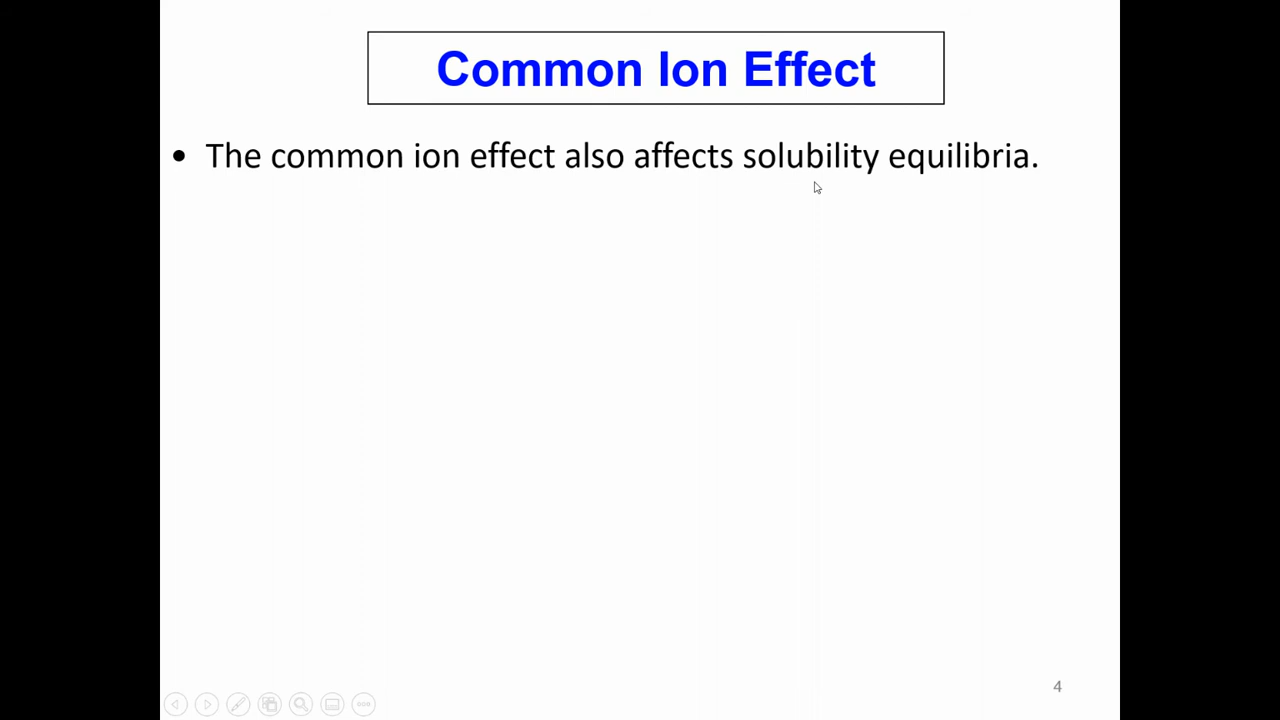 Common Ion Effect
• The common ion effect also affects solubility equilibria.
4